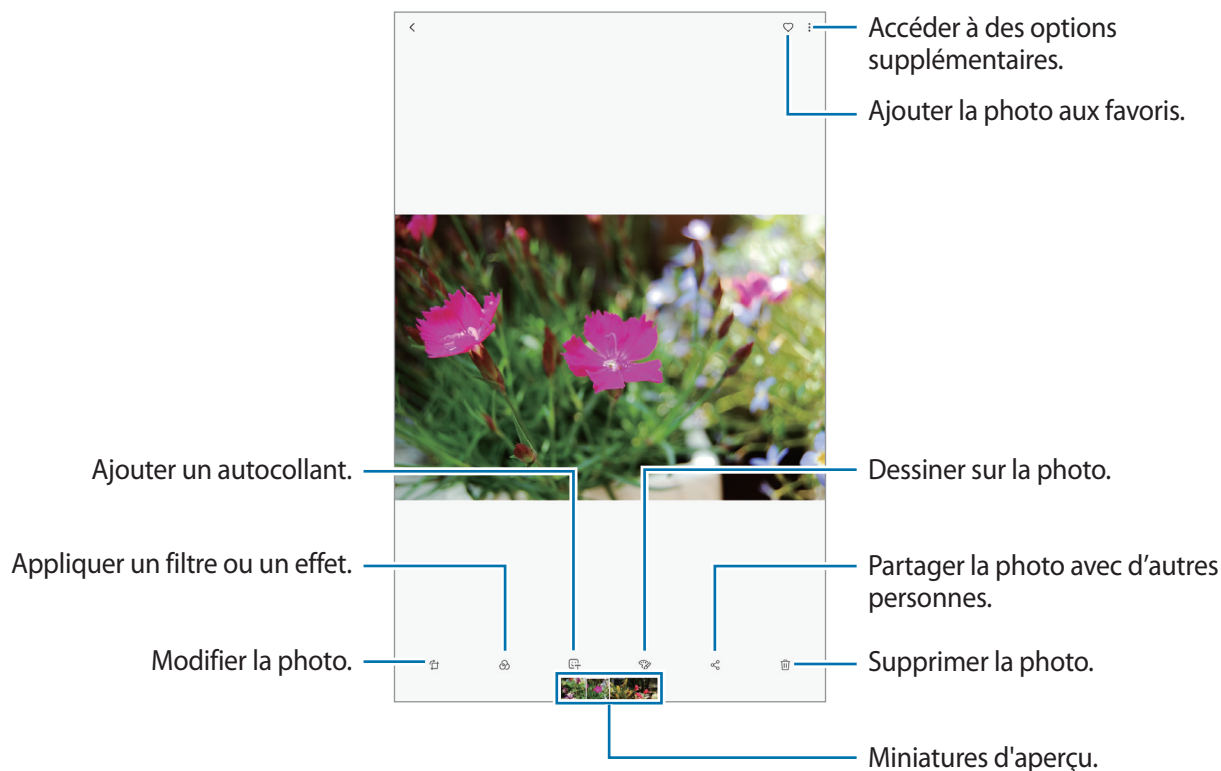 Accéder à des options
supplémentaires.
Ajouter la photo aux favoris.
Ajouter un autocollant.
Dessiner sur la photo.
Appliquer un filtre ou un effet.
Partager la photo avec d’autres
personnes.
Modifier la photo.
Supprimer la photo.
Miniatures d'aperçu.